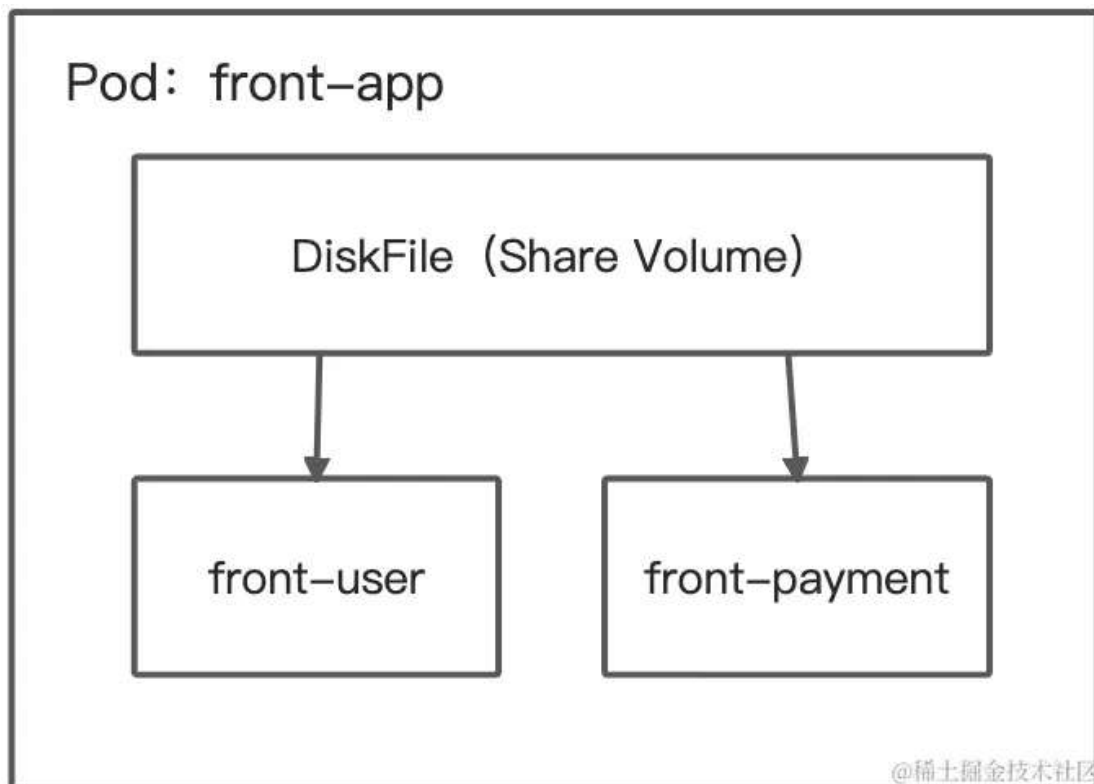 Pod：front-app
DiskFile（Share Volume）
front-user
front-payment
@稀土掘金技术社区